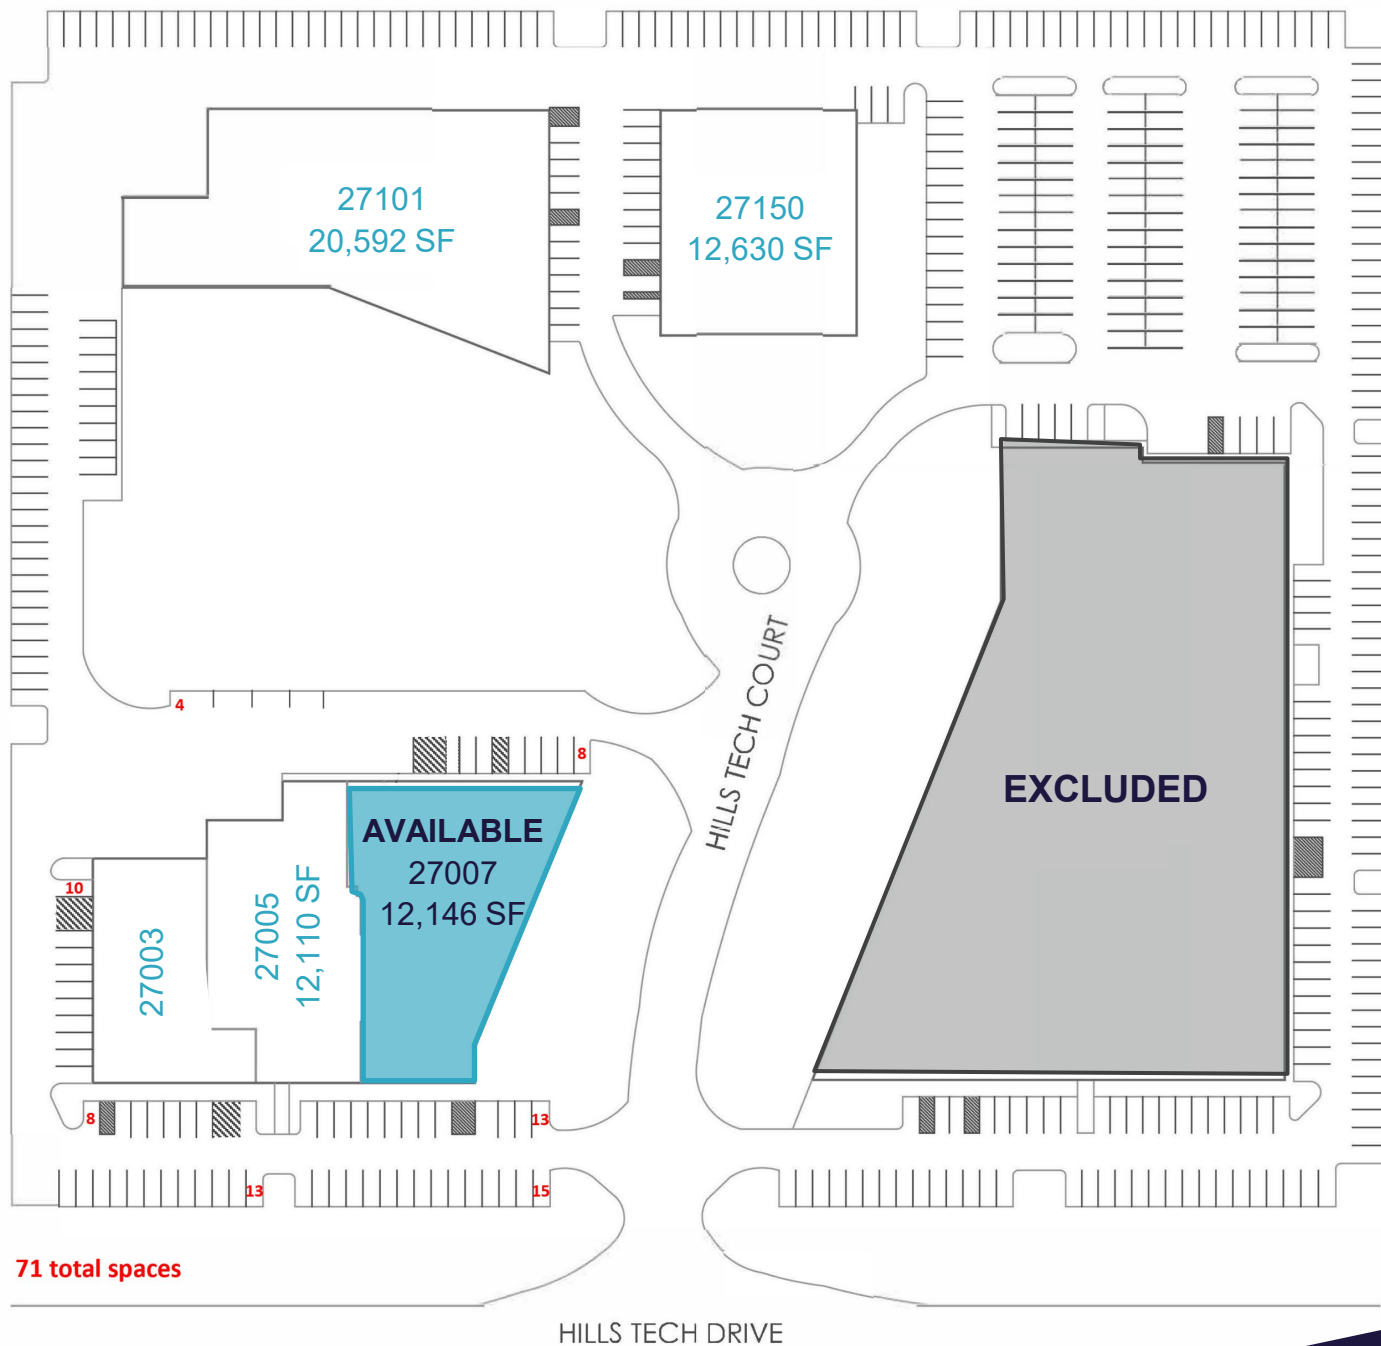 27101
20,592 SF
27150
12,630 SF
4
8
HILLS TECH COURT
EXCLUDED
AVAILABLE
27007
12,146 SF
10
27003
27005
12,110 SF
8
13
13
15
71 total spaces
HILLS TECH DRIVE